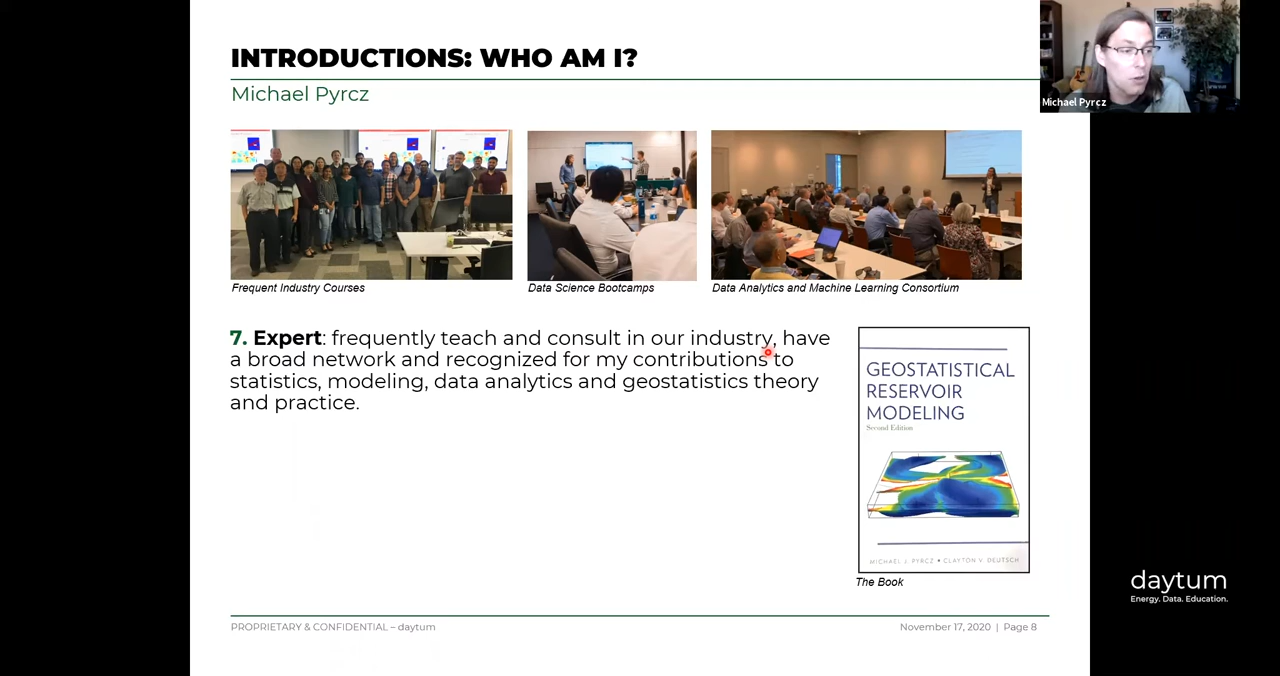 INTRODUCTIONS: WHO AM I?
Michael Pyrcz
Michael Pyrcz
Frequent Industry Courses
Data Science Bootcamps
Data Analytics and Machine Learning Consortium
7. Expert: frequently teach and consult in our industry, have
a broad network and recognized for my contributions to
statistics, modeling, data analytics and geostatistics theory
and practice.
GEOSTATISTICAL
RESERVOIR
MODELING
Second Edition
MICHAEL J. PYRCZ • CLAYTON V. DEUTSCH
The Book
daytum
Energy. Data. Education.
PROPRIETARY & CONFIDENTIAL – daytum
November 17, 2020 | Page 8